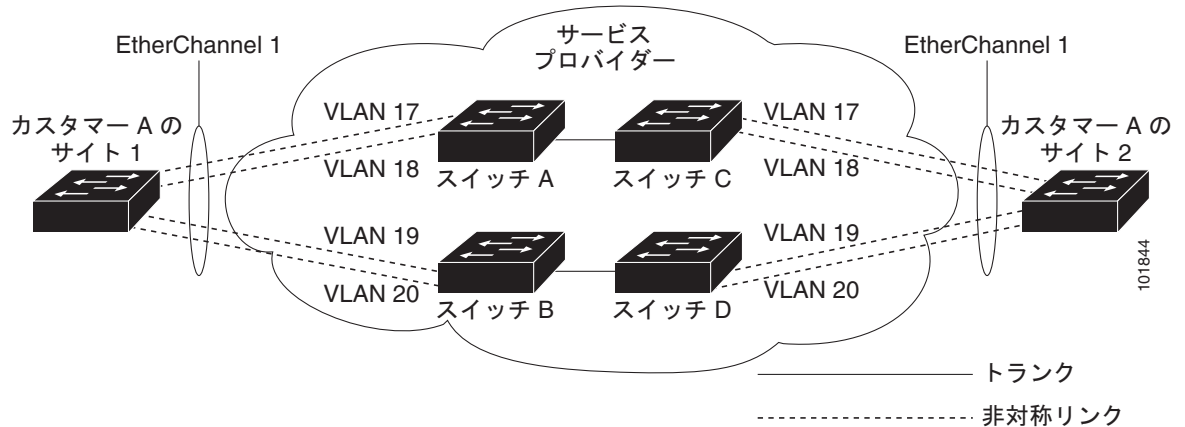 サービス
プロバイダー
EtherChannel 1
EtherChannel 1
カスタマー A の
サイト 1
VLAN 17
VLAN 18
スイッチ A
スイッチ C
VLAN 17
VLAN 18
カスタマー A の
サイト 2
VLAN 19
VLAN 20
スイッチ B
スイッチ D
VLAN 19
VLAN 20
101844
トランク
非対称リンク